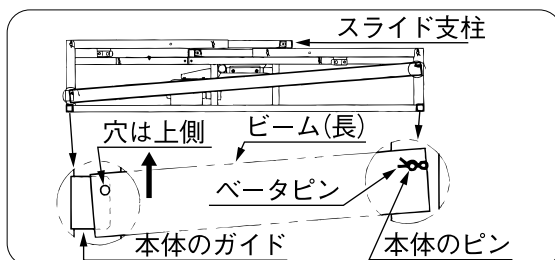 スライド支柱
穴は上側
ビーム(長)
ベータピン
本体のガイド
本体のピン